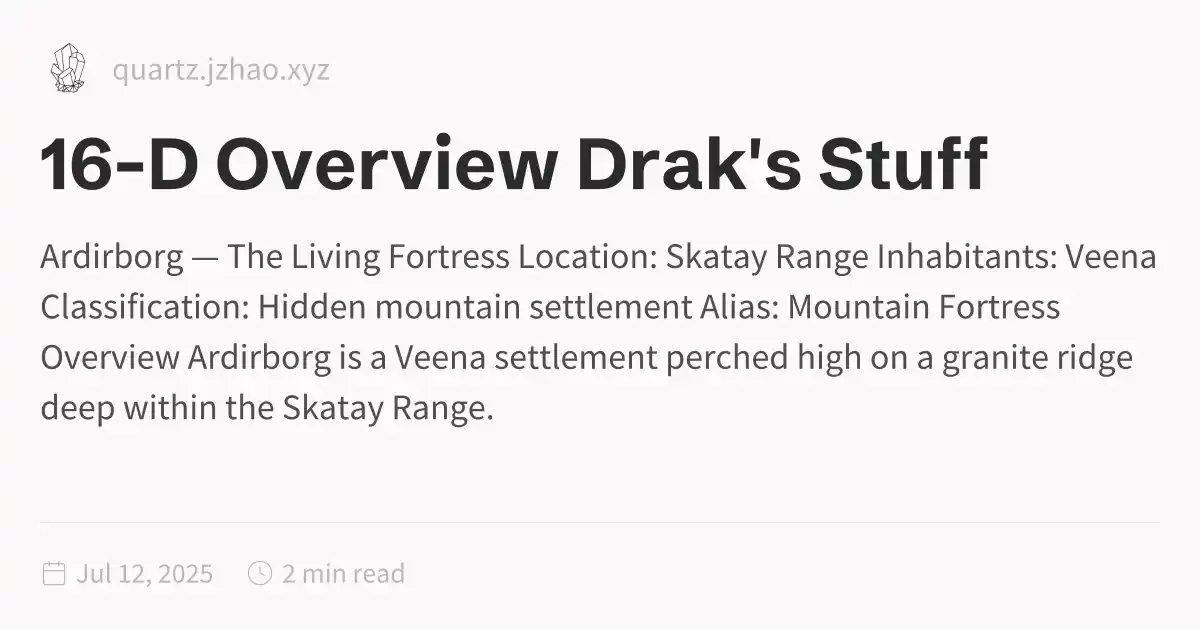 quartz.jzhao.xyz
16-D Overview Drak's Stuff
Ardirborg — The Living Fortress Location: Skatay Range Inhabitants: Veena
Classification: Hidden mountain settlement Alias: Mountain Fortress
Overview Ardirborg is a Veena settlement perched high on a granite ridge
deep within the Skatay Range.
Jul 12, 2025 2 min read